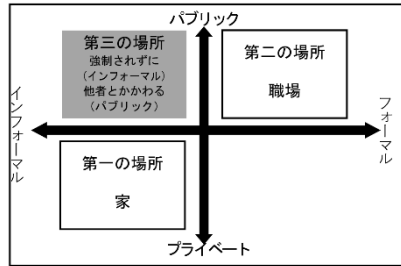 パブリック
第三の場所
強制されずに
(インフォーマル)
他者とかかわる
(パブリック)
第二の場所
職場
インフォーマル
フォーマル
第一の場所
家
プライベート